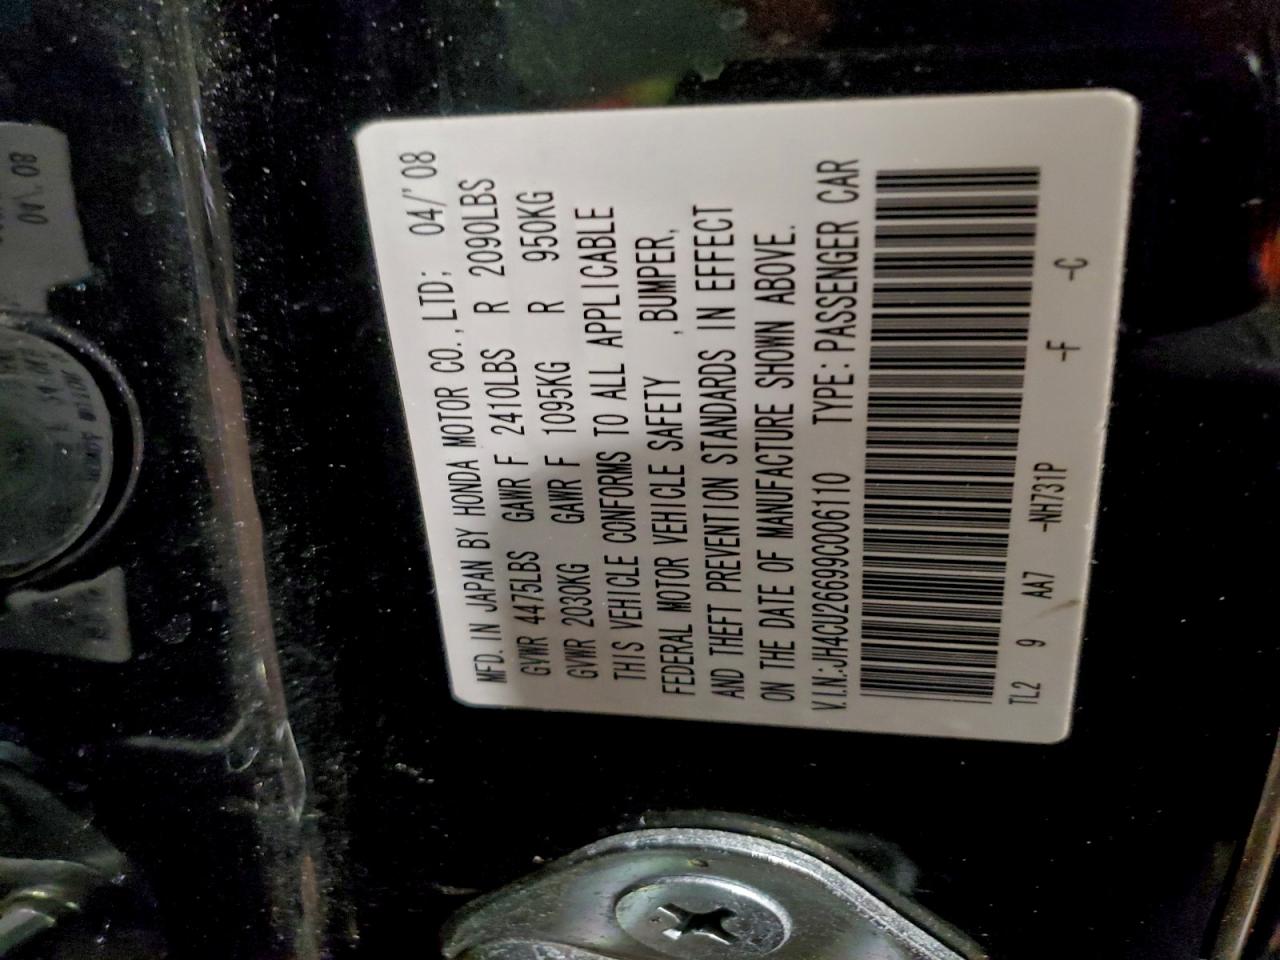 MFD. IN JAPAN BY HONDA MOTOR CO., LTD; 04/'08
GVWR 4475LBS GAWR F 2410LBS R 2090LBS
GVWR 2030KG GAWR F 1095KG R 950KG
THIS VEHICLE CONFORMS TO ALL APPLICABLE
FEDERAL MOTOR VEHICLE SAFETY , BUMPER,
AND THEFT PREVENTION STANDARDS IN EFFECT
ON THE DATE OF MANUFACTURE SHOWN ABOVE.
V.I.N.:JH4CU26699C006110 TYPE: PASSENGER CAR
TL2 9 AA7 -NH731P -F -C